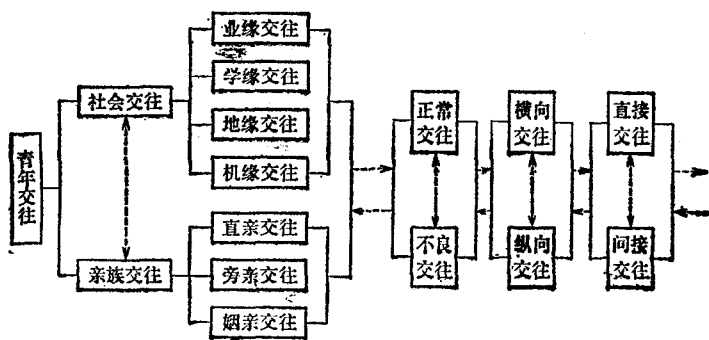 青年交往
社会交往
亲族交往
业缘交往
学缘交往
地缘交往
机缘交往
直亲交往
旁亲交往
姻亲交往
正常
交往
不良
交往
横向
交往
纵向
交往
直接
交往
间接
交往